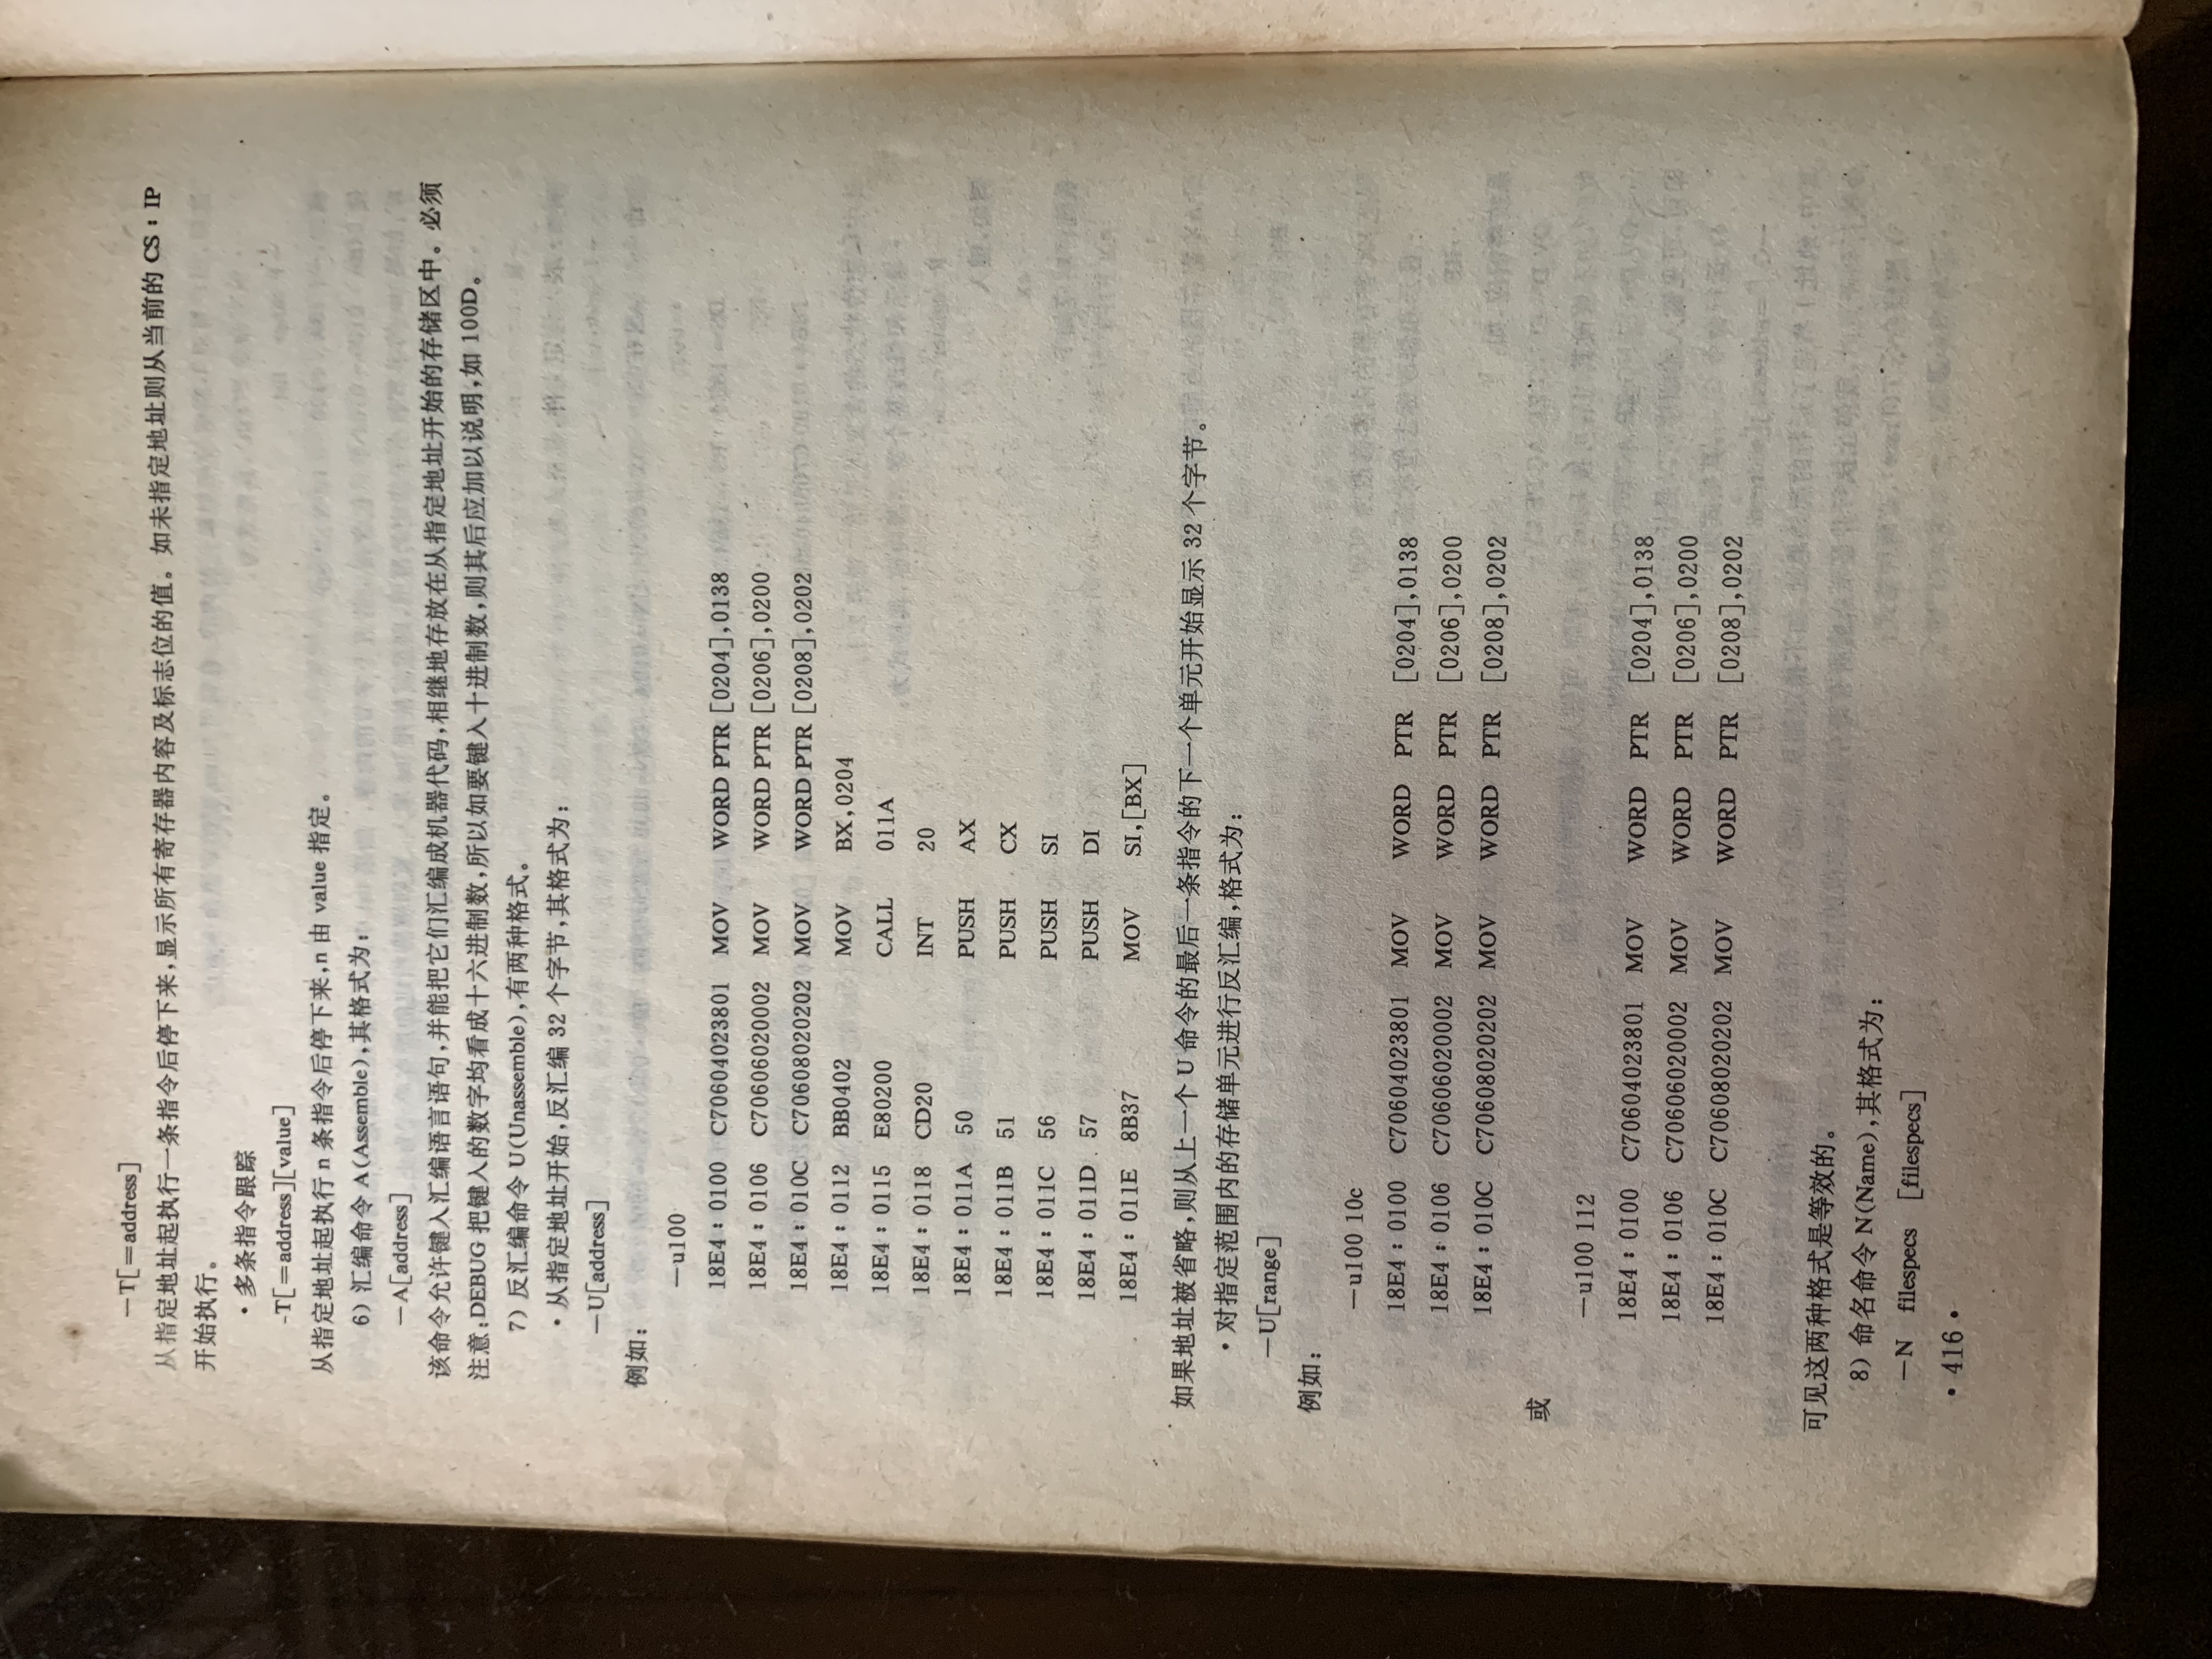 —T[=address]
从指定地址起执行一条指令后停下来,显示所有寄存器内容及标志位的值。如未指定地址则从当前的 CS:IP
开始执行。
·多条指令跟踪
-T[=address][value]
从指定地址起执行 n 条指令后停下来,n 由 value 指定。
6) 汇编命令 A(Assemble),其格式为:
—A[address]
该命令允许键入汇编语言语句,并能把它们汇编成机器代码,相继地存放在从指定地址开始的存储区中。必须
注意:DEBUG 把键入的数字均看成十六进制数,所以如要键入十进制数,则其后应加以说明,如 100D。
7) 反汇编命令 U(Unassemble),有两种格式。
·从指定地址开始,反汇编 32 个字节,其格式为:
—U[address]
例如:
—u100
18E4:0100 C70604023801 MOV WORD PTR [0204],0138
18E4:0106 C70606020002 MOV WORD PTR [0206],0200
18E4:010C C70608020202 MOV WORD PTR [0208],0202
18E4:0112 BB0402 MOV BX,0204
18E4:0115 E80200 CALL 011A
18E4:0118 CD20 INT 20
18E4:011A 50 PUSH AX
18E4:011B 51 PUSH CX
18E4:011C 56 PUSH SI
18E4:011D 57 PUSH DI
18E4:011E 8B37 MOV SI,[BX]
如果地址被省略,则从上一个 U 命令的最后一条指令的下一个单元开始显示 32 个字节。
·对指定范围内的存储单元进行反汇编,格式为:
—U[range]
例如:
—u100 10c
18E4:0100 C70604023801 MOV WORD PTR [0204],0138
18E4:0106 C70606020002 MOV WORD PTR [0206],0200
18E4:010C C70608020202 MOV WORD PTR [0208],0202
或
—u100 112
18E4:0100 C70604023801 MOV WORD PTR [0204],0138
18E4:0106 C70606020002 MOV WORD PTR [0206],0200
18E4:010C C70608020202 MOV WORD PTR [0208],0202
可见这两种格式是等效的。
8) 命名命令 N(Name),其格式为:
—N filespecs [filespecs]
·416·